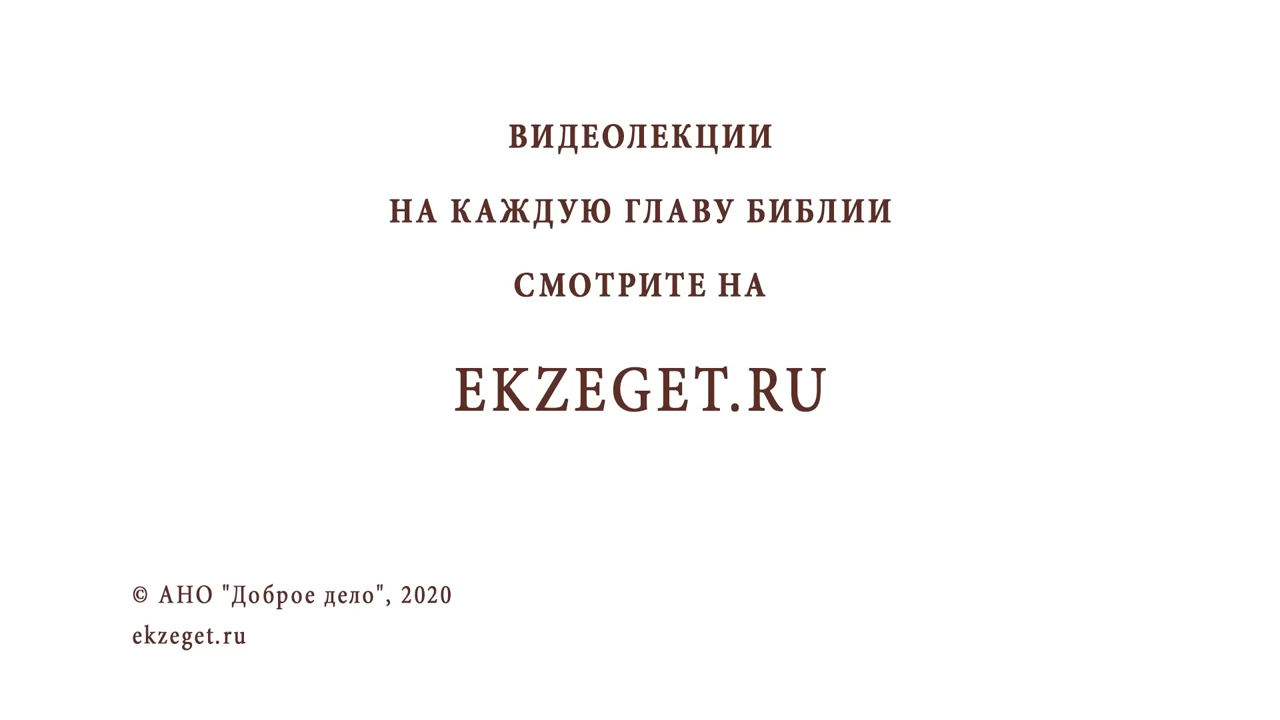 ВИДЕОЛЕКЦИИ
НА КАЖДУЮ ГЛАВУ БИБЛИИ
СМОТРИТЕ НА
EKZEGET.RU
© АНО "Доброе дело", 2020
ekzeget.ru